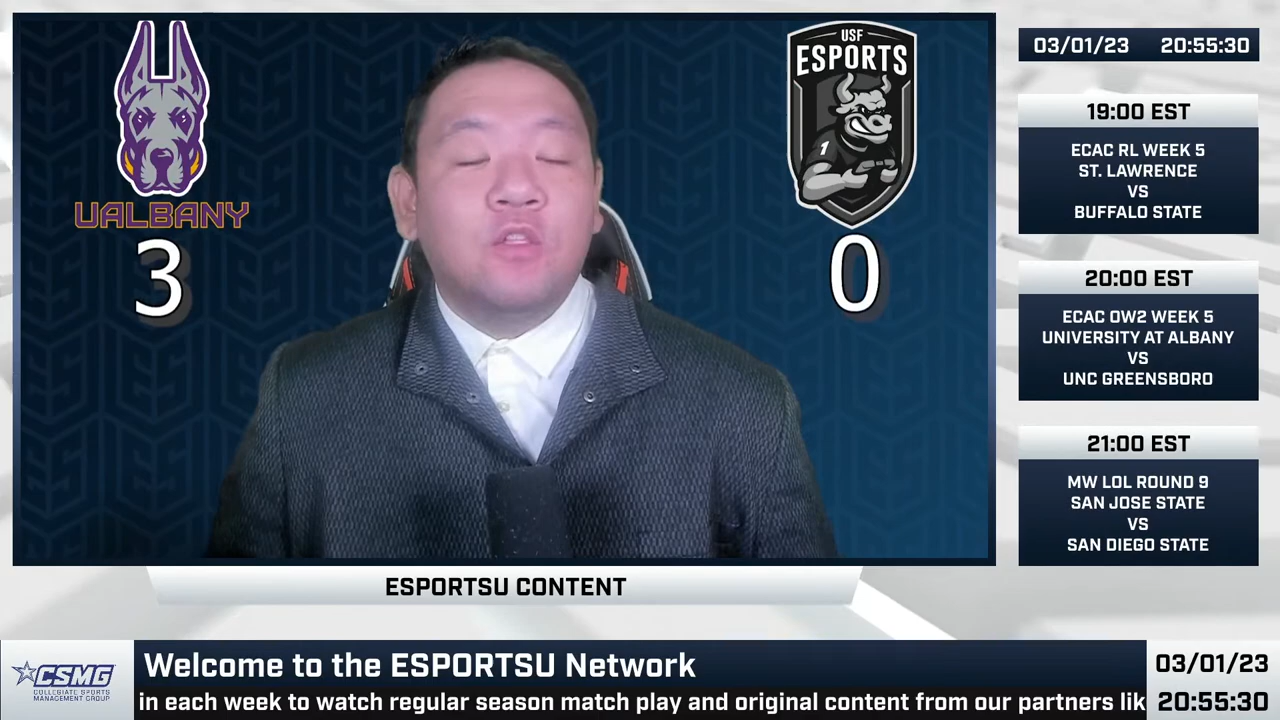 UALBANY
3
USF
ESPORTS
1
0
03/01/23 20:55:30
19:00 EST
ECAC RL WEEK 5
ST. LAWRENCE
VS
BUFFALO STATE
20:00 EST
ECAC OW2 WEEK 5
UNIVERSITY AT ALBANY
VS
UNC GREENSBORO
21:00 EST
MW LOL ROUND 9
SAN JOSE STATE
VS
SAN DIEGO STATE
ESPORTSU CONTENT
CSMG
COLLEGIATE SPORTS
MANAGEMENT GROUP
Welcome to the ESPORTSU Network
in each week to watch regular season match play and original content from our partners lik
03/01/23
20:55:30